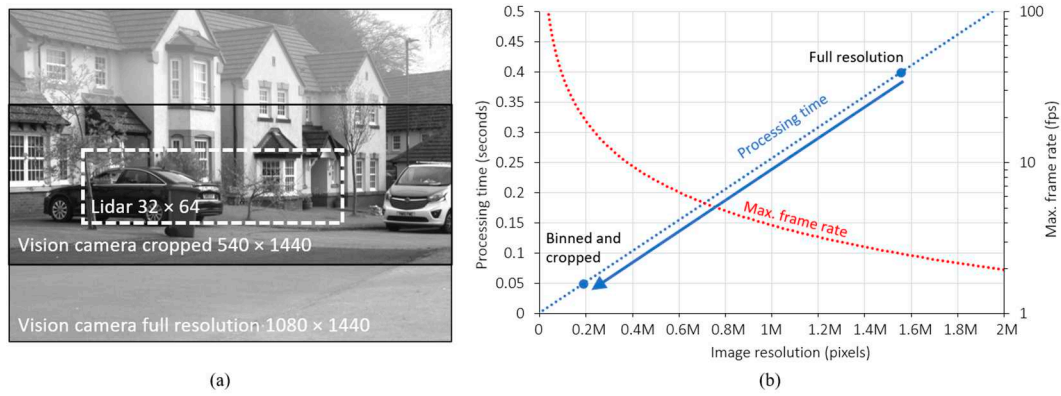 Lidar 32 × 64
Vision camera cropped 540 × 1440
Vision camera full resolution 1080 × 1440
(a)
0.5
0.45
0.4
0.35
0.3
0.25
0.2
0.15
0.1
0.05
0
Processing time (seconds)
Full resolution
Processing time
Max. frame rate
Binned and
cropped
100
10
1
Max. frame rate (fps)
0
0.2M
0.4M
0.6M
0.8M
1M
1.2M
1.4M
1.6M
1.8M
2M
Image resolution (pixels)
(b)